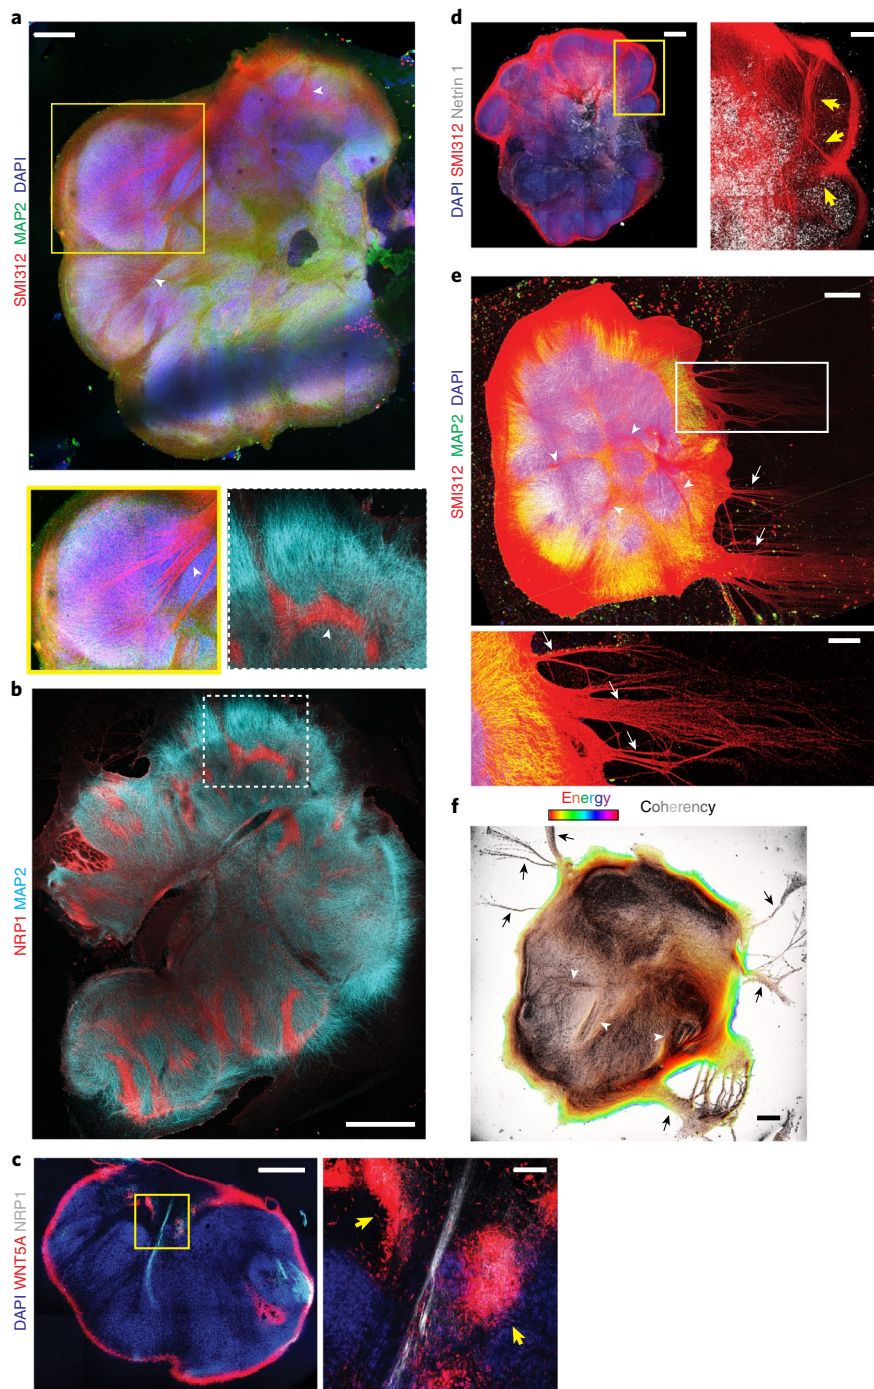 a
SMI312 MAP2 DAPI
b
NRP1 MAP2
c
DAPI WNT5A NRP1
d
DAPI SMI312 Netrin 1
e
SMI312 MAP2 DAPI
f
Energy
Coherency